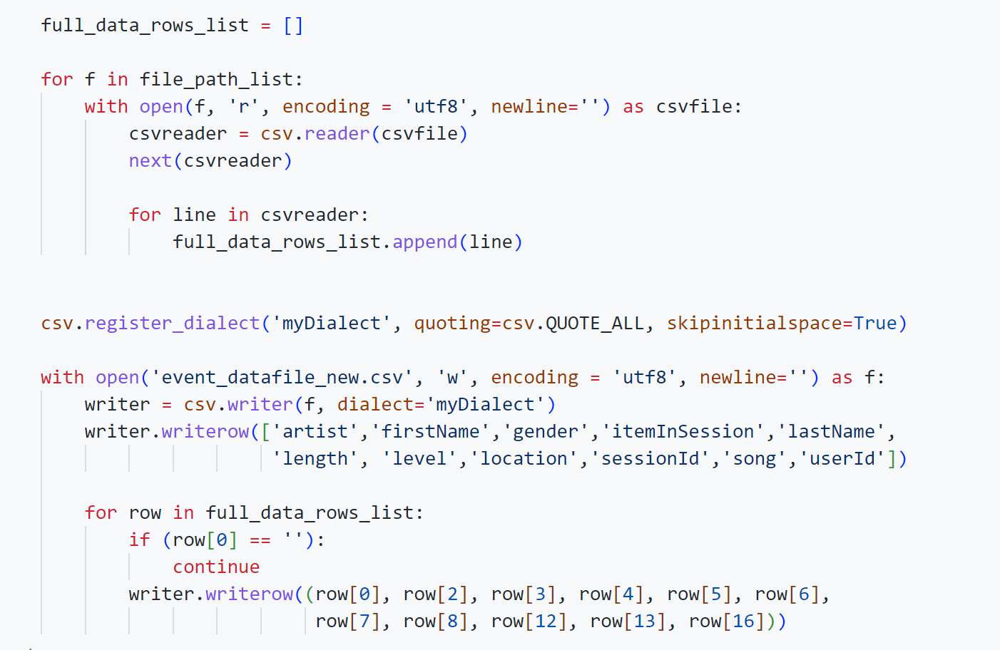 full_data_rows_list = []
for f in file_path_list:
    with open(f, 'r', encoding = 'utf8', newline='') as csvfile:
        csvreader = csv.reader(csvfile)
        next(csvreader)
        for line in csvreader:
            full_data_rows_list.append(line)
csv.register_dialect('myDialect', quoting=csv.QUOTE_ALL, skipinitialspace=True)
with open('event_datafile_new.csv', 'w', encoding = 'utf8', newline='') as f:
    writer = csv.writer(f, dialect='myDialect')
    writer.writerow(['artist','firstName','gender','itemInSession','lastName',
                     'length', 'level','location','sessionId','song','userId'])
    for row in full_data_rows_list:
        if (row[0] == ''):
            continue
        writer.writerow((row[0], row[2], row[3], row[4], row[5], row[6],
                         row[7], row[8], row[12], row[13], row[16]))